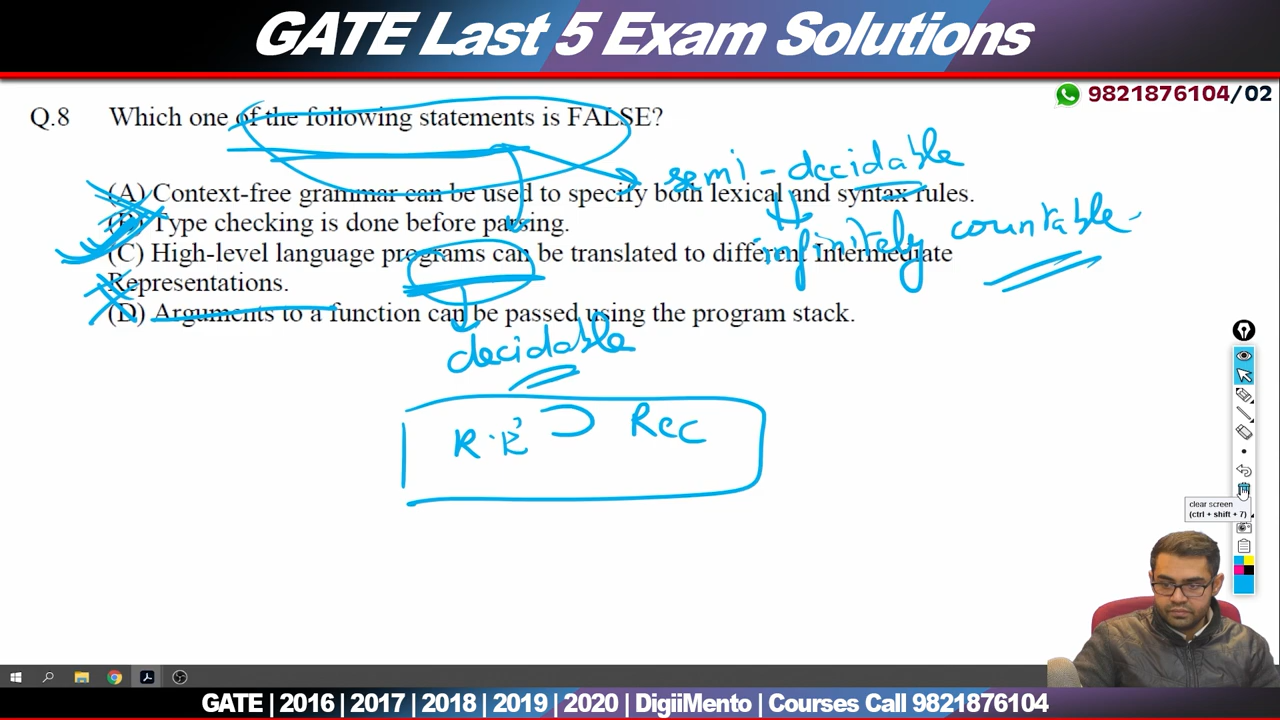 GATE Last 5 Exam Solutions
9821876104/02
Q.8 Which one of the following statements is FALSE?
semi-decidable
(A) Context-free grammar can be used to specify both lexical and syntax rules.
(B) Type checking is done before parsing.
infinitely countable
(C) High-level language programs can be translated to different Intermediate
Representations.
(D) Arguments to a function can be passed using the program stack.
decidable
R.E ⊃ Rec
clear screen
(ctrl + shift + 7)
GATE | 2016 | 2017 | 2018 | 2019 | 2020 | DigiiMento | Courses Call 9821876104